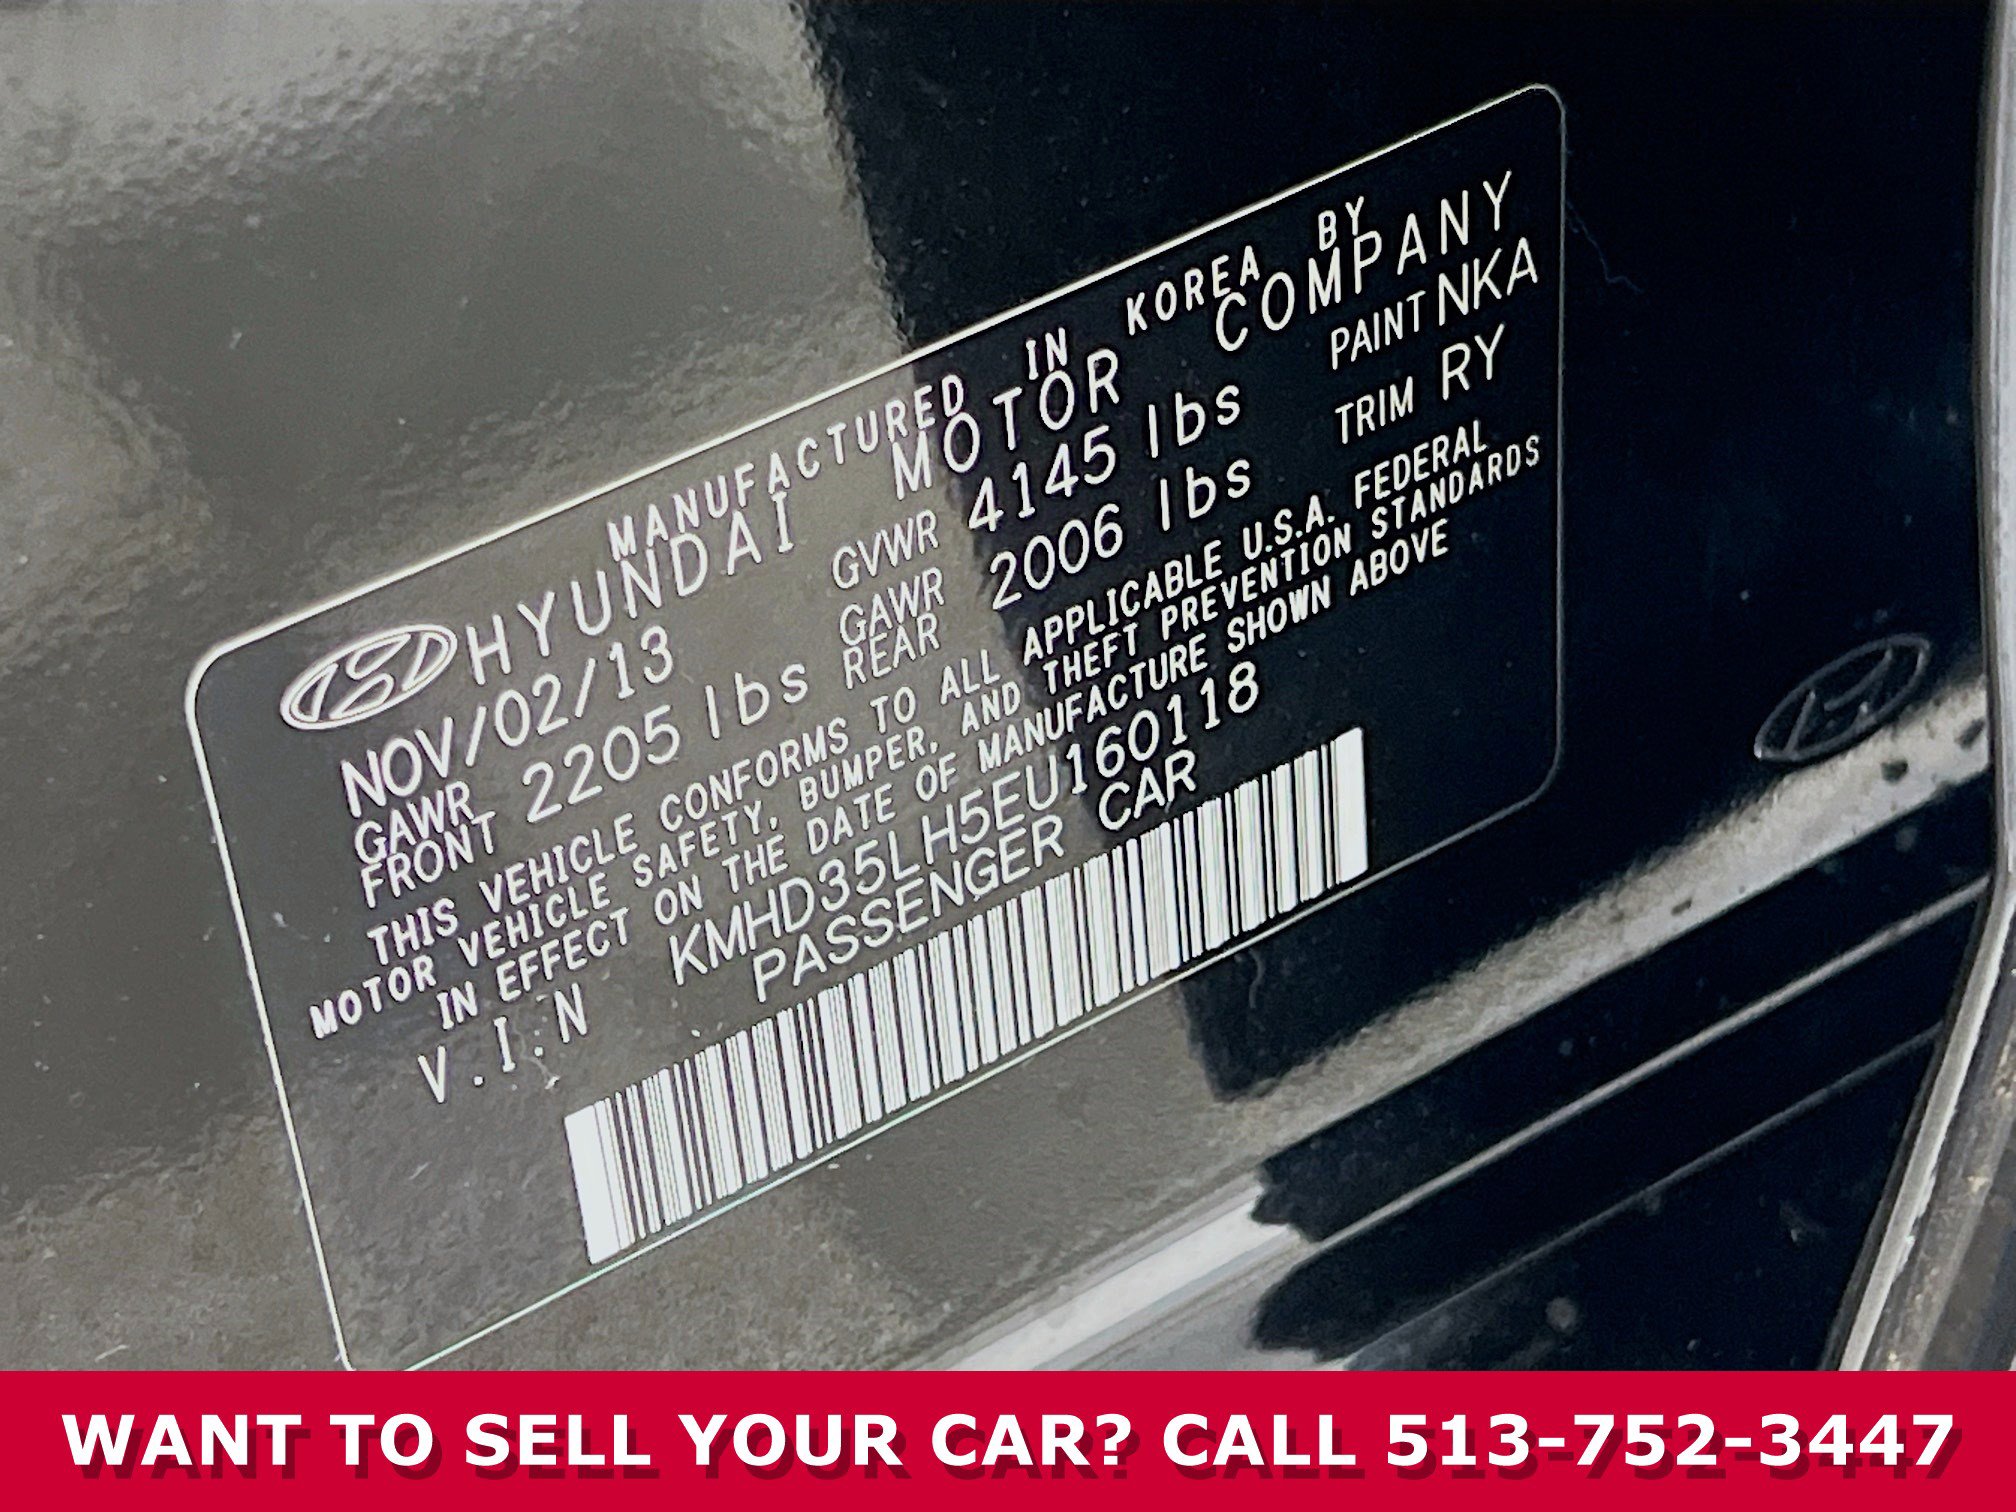 MANUFACTURED IN KOREA BY
HYUNDAI MOTOR COMPANY
NOV/02/13 GVWR 4145 lbs PAINT NKA
GAWR FRONT 2205 lbs GAWR REAR 2006 lbs TRIM RY
THIS VEHICLE CONFORMS TO ALL APPLICABLE U.S.A. FEDERAL
MOTOR VEHICLE SAFETY, BUMPER, AND THEFT PREVENTION STANDARDS
IN EFFECT ON THE DATE OF MANUFACTURE SHOWN ABOVE
V.I.N KMHD35LH5EU160118
PASSENGER CAR
WANT TO SELL YOUR CAR? CALL 513-752-3447